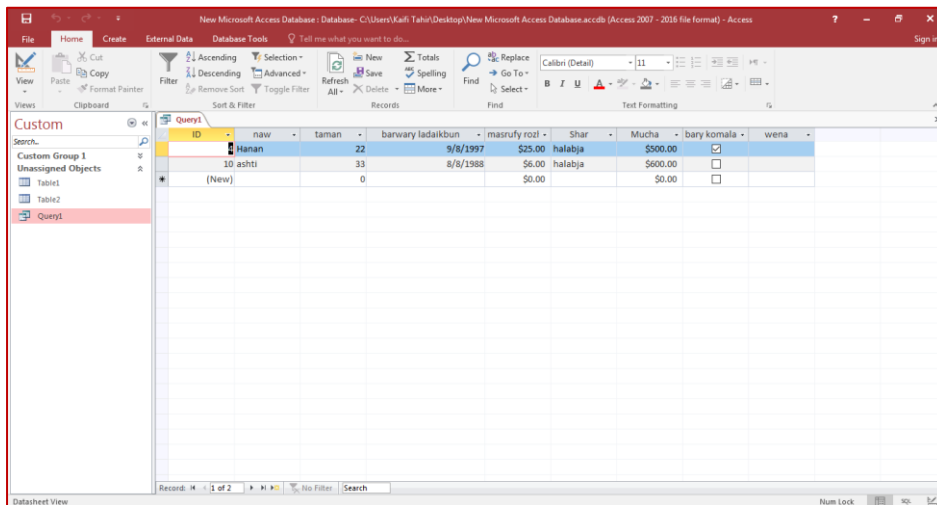 New Microsoft Access Database : Database- C:\Users\Kaifi Tahir\Desktop\New Microsoft Access Database.accdb (Access 2007 - 2016 file format) - Access
File Home Create External Data Database Tools Tell me what you want to do... Sign in
View
Views
Paste
Cut
Copy
Format Painter
Clipboard
Filter
Ascending
Descending
Remove Sort
Selection
Advanced
Toggle Filter
Sort & Filter
Refresh All
New
Save
Delete
Totals
Spelling
More
Records
Find
Replace
Go To
Select
Find
Calibri (Detail) 11
B I U A
Text Formatting
Custom
Search...
Custom Group 1
Unassigned Objects
Table1
Table2
Query1
Query1
ID naw taman barwary ladaikbun masrufy rozl Shar Mucha bary komala wena
Hanan 22 9/8/1997 $25.00 halabja $500.00
10 ashti 33 8/8/1988 $6.00 halabja $600.00
(New) 0 $0.00 $0.00
Record: 1 of 2 No Filter Search
Datasheet View Num Lock SQL